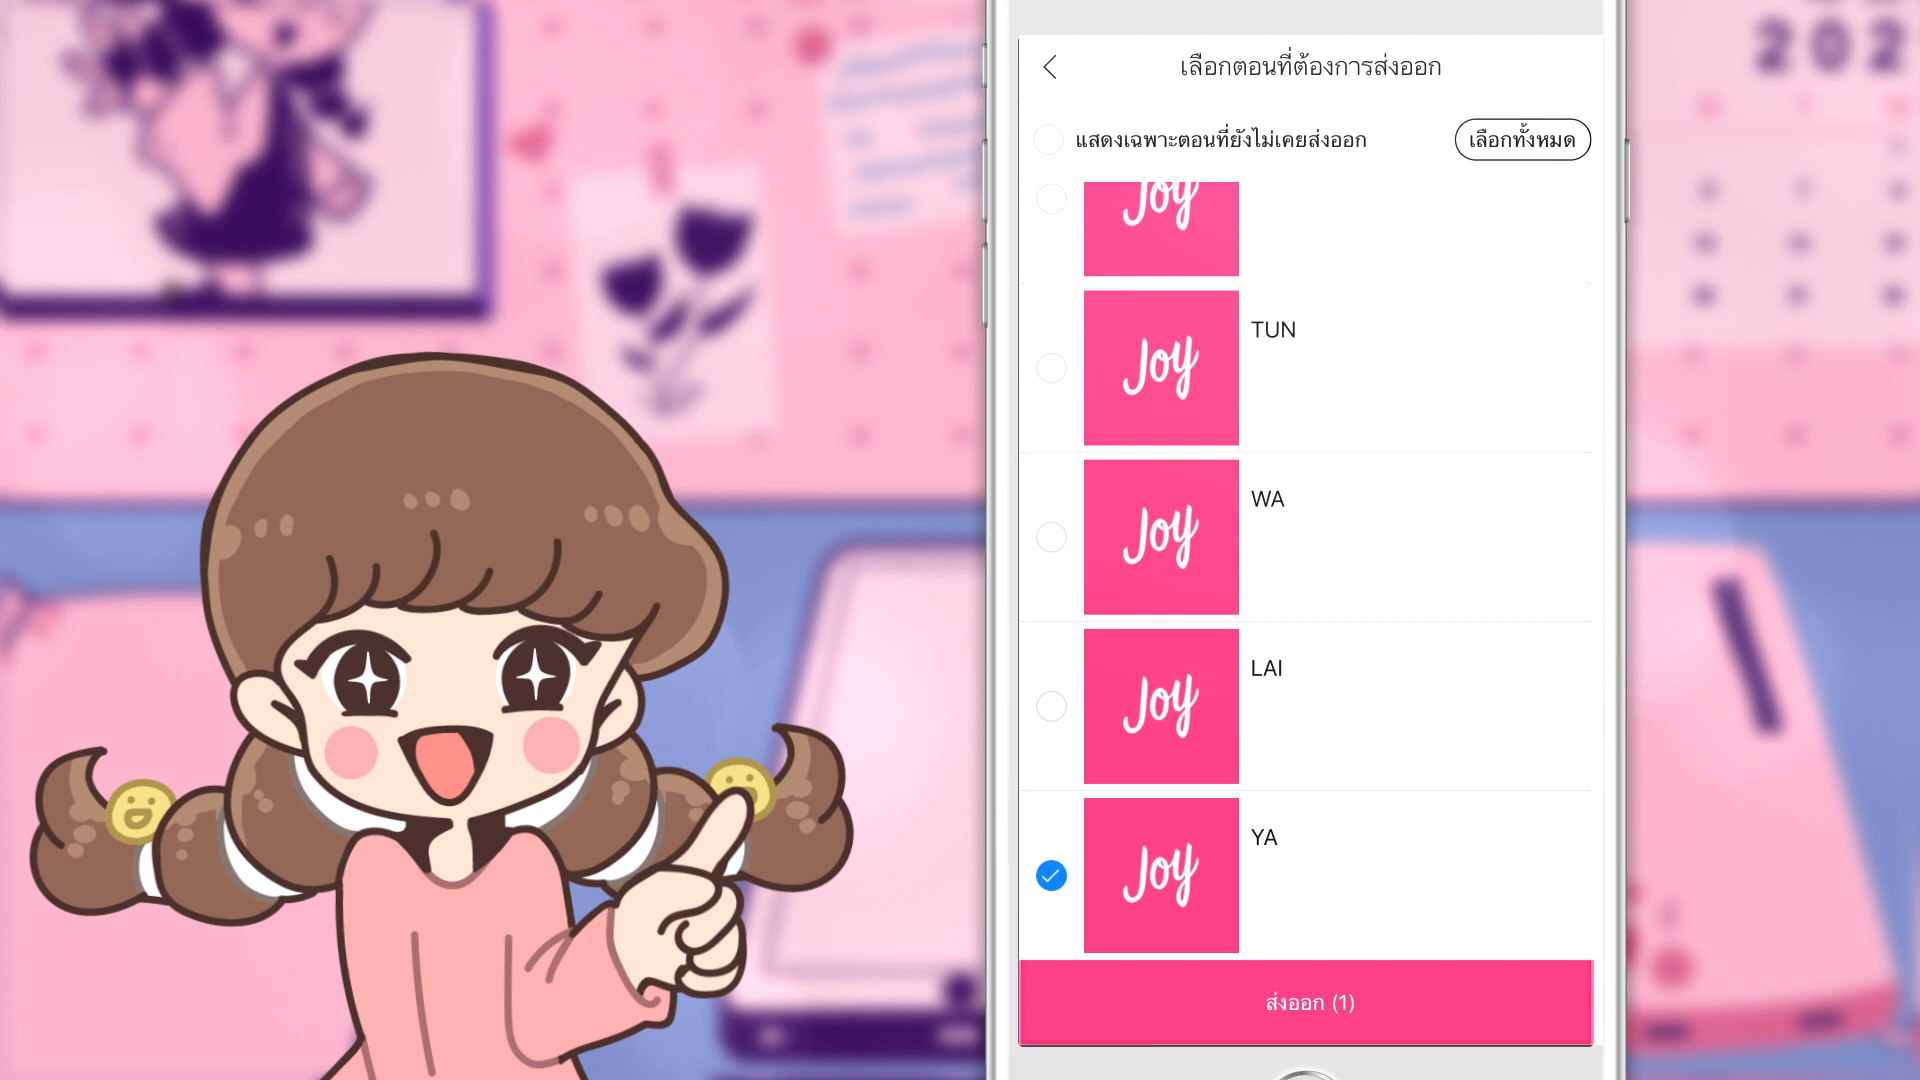 202
เลือกตอนที่ต้องการส่งออก
แสดงเฉพาะตอนที่ยังไม่เคยส่งออก
เลือกทั้งหมด
Joy
Joy
TUN
Joy
WA
Joy
LAI
Joy
YA
ส่งออก (1)